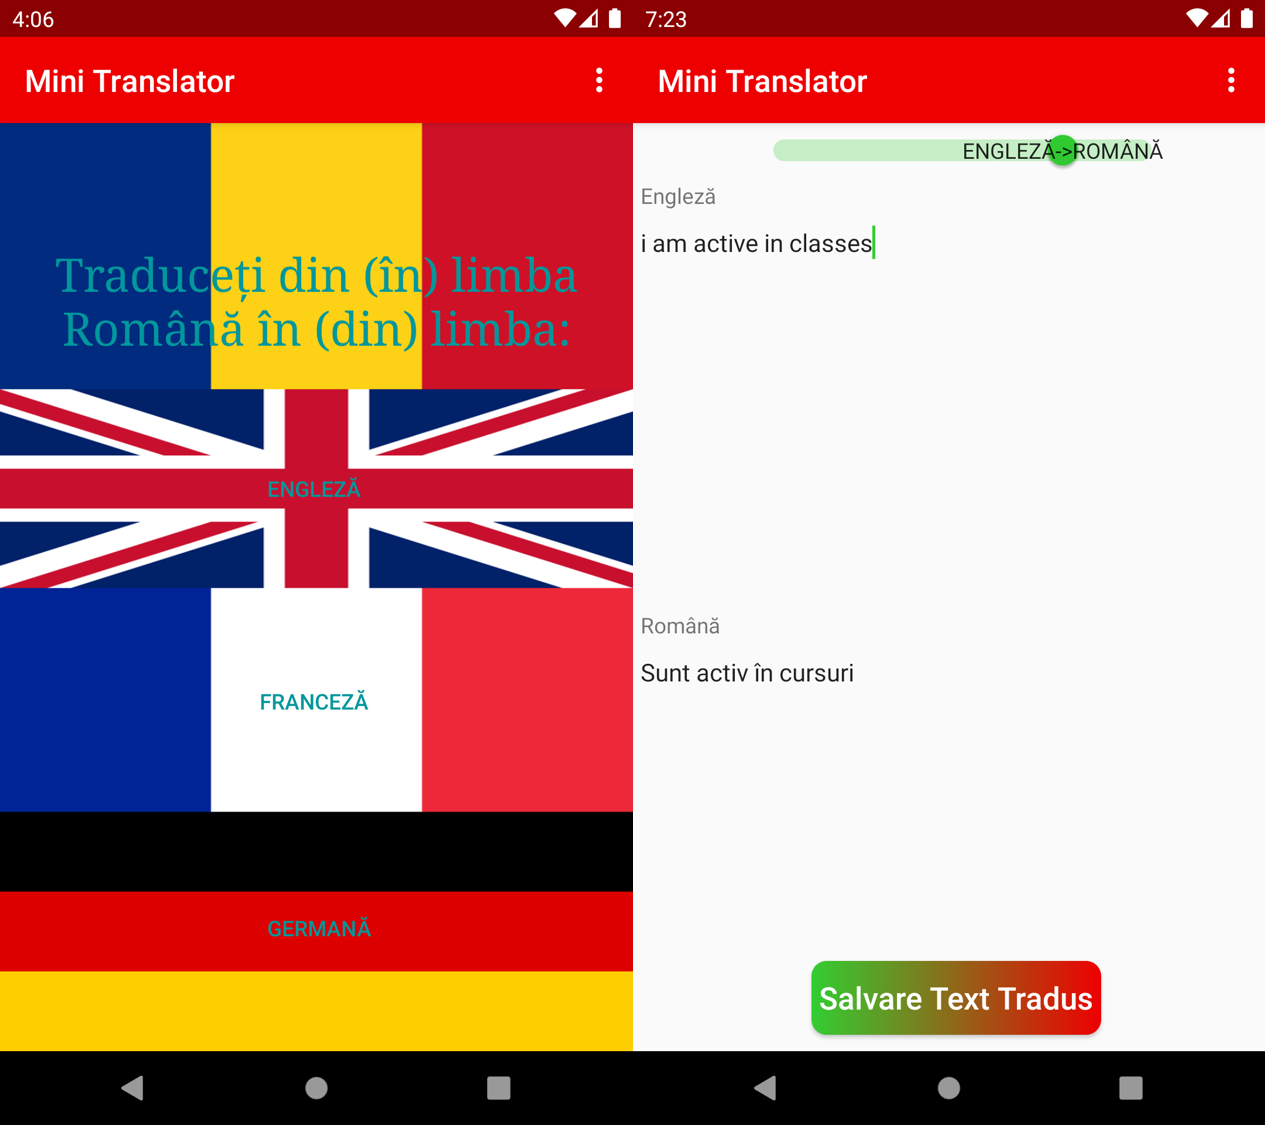 4:06
Mini Translator
Traduceți din (în) limba
Română în (din) limba:
ENGLEZĂ
FRANCEZĂ
GERMANĂ
7:23
Mini Translator
ENGLEZĂ->ROMÂNĂ
Engleză
i am active in classes
Română
Sunt activ în cursuri
Salvare Text Tradus